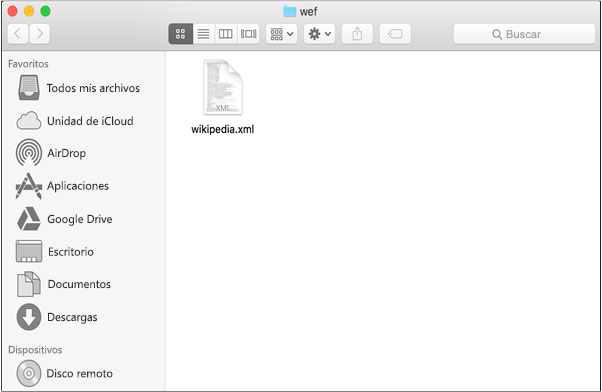 wef
Buscar
Favoritos
Todos mis archivos
Unidad de iCloud
AirDrop
Aplicaciones
Google Drive
Escritorio
Documentos
Descargas
Dispositivos
Disco remoto
XML
wikipedia.xml